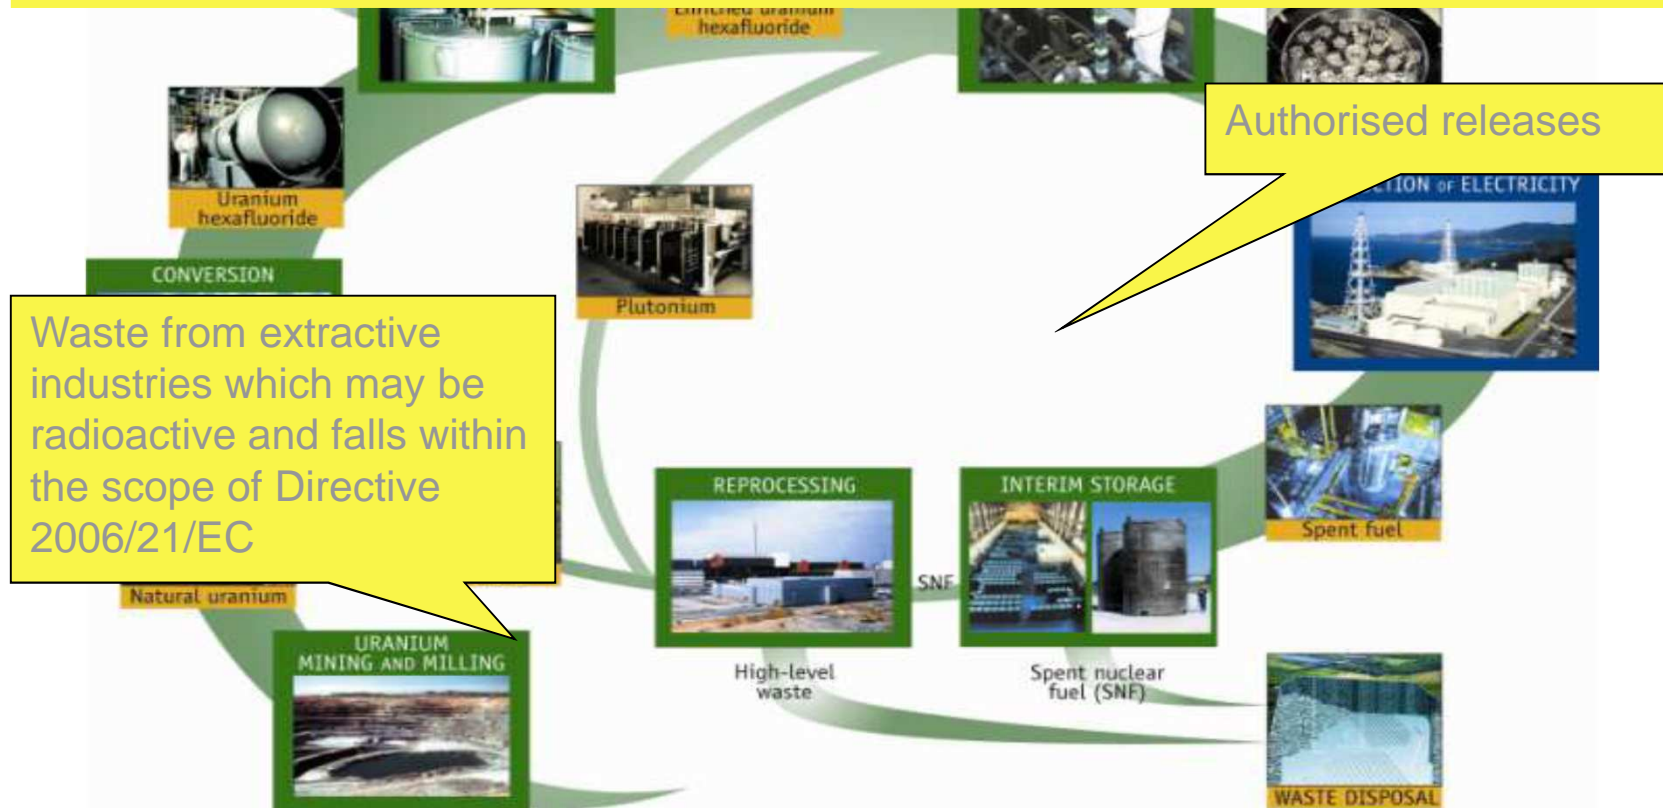 Enriched uranium
hexafluoride
Authorised releases
Uranium
hexafluoride
OF ELECTRICITY
CONVERSION
Plutonium
Waste from extractive
industries which may be
radioactive and falls within
the scope of Directive
2006/21/EC
REPROCESSING
INTERIM STORAGE
Spent fuel
SNF
Natural uranium
URANIUM
MINING AND MILLING
High-level
waste
Spent nuclear
fuel (SNF)
WASTE DISPOSAL